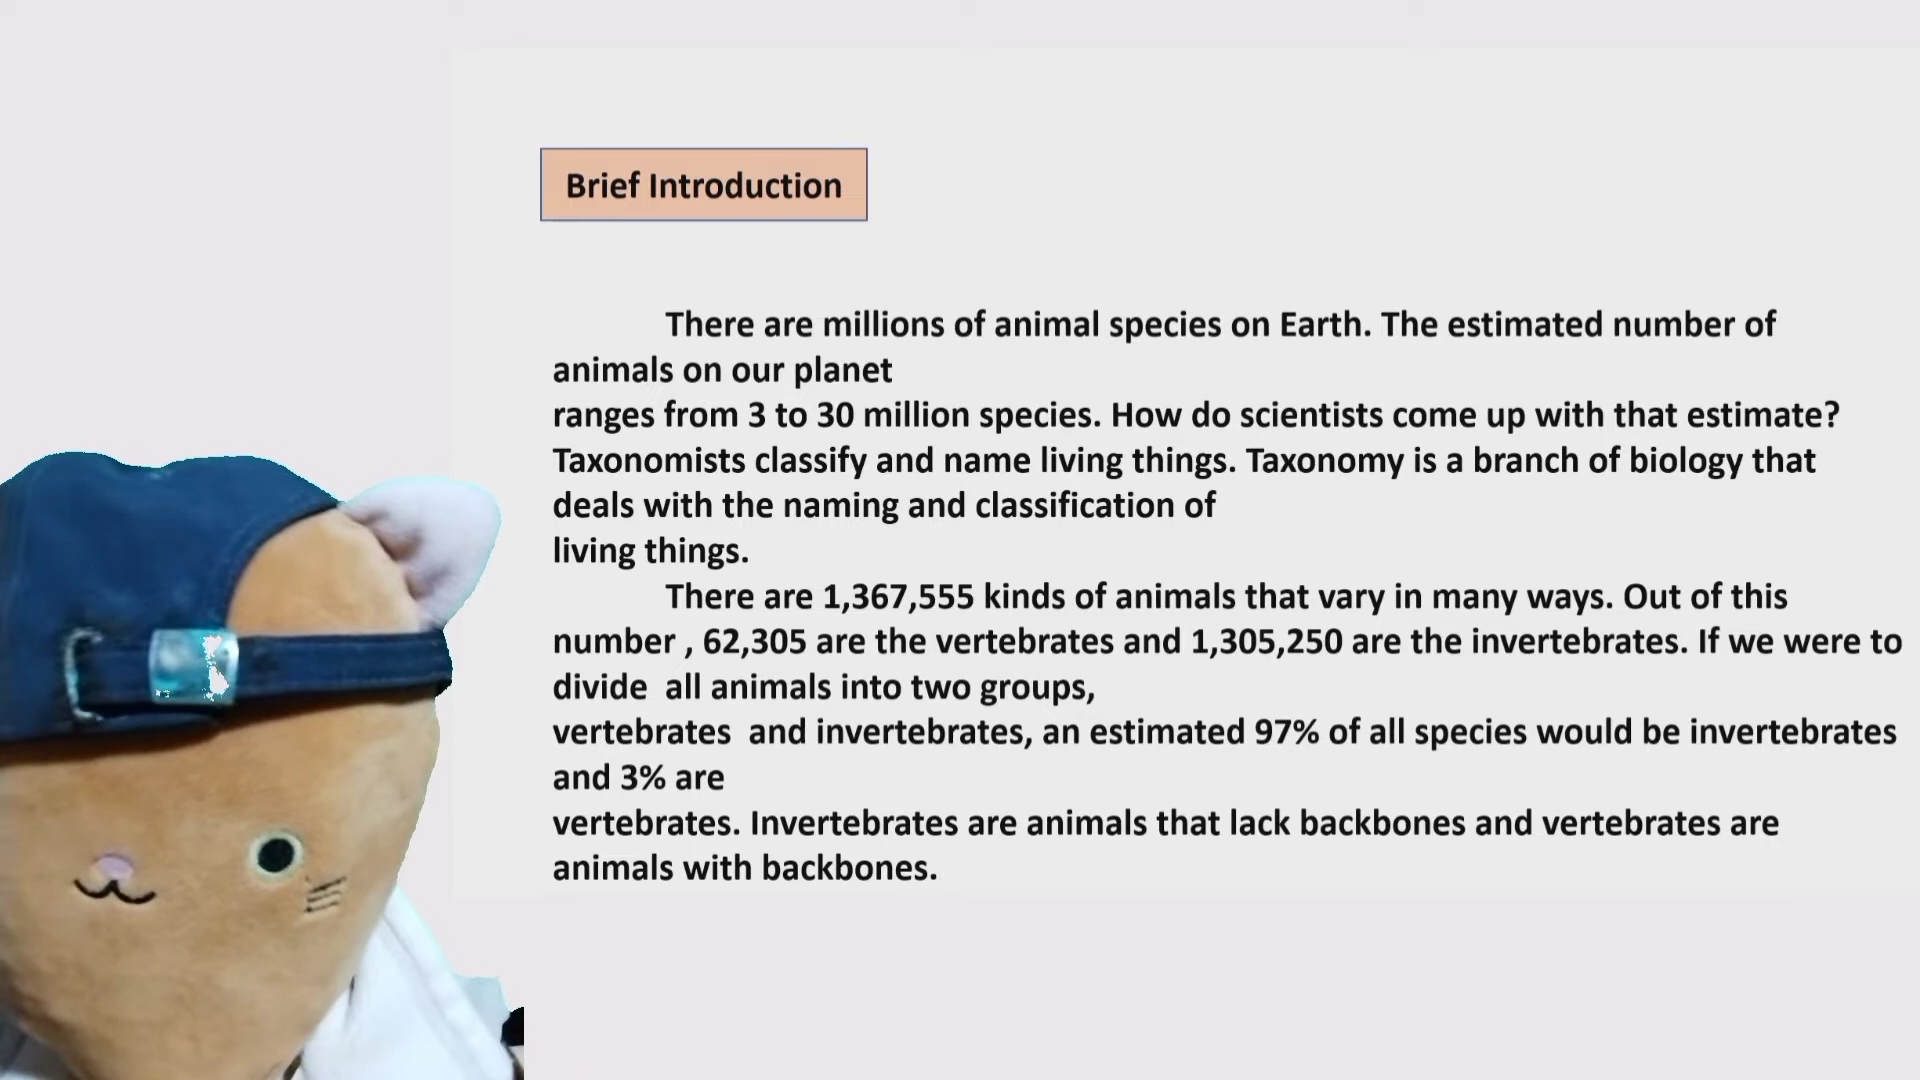 Brief Introduction
There are millions of animal species on Earth. The estimated number of
animals on our planet
ranges from 3 to 30 million species. How do scientists come up with that estimate?
Taxonomists classify and name living things. Taxonomy is a branch of biology that
deals with the naming and classification of
living things.
There are 1,367,555 kinds of animals that vary in many ways. Out of this
number , 62,305 are the vertebrates and 1,305,250 are the invertebrates. If we were to
divide all animals into two groups,
vertebrates and invertebrates, an estimated 97% of all species would be invertebrates
and 3% are
vertebrates. Invertebrates are animals that lack backbones and vertebrates are
animals with backbones.